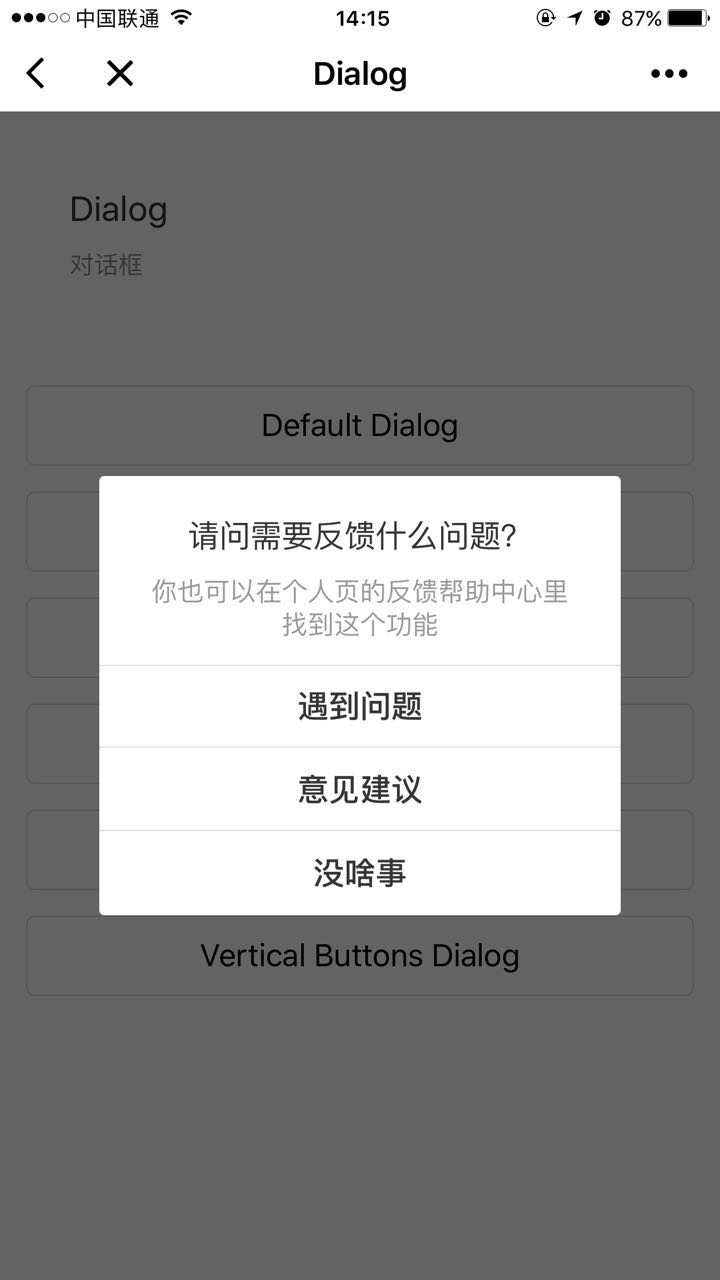 中国联通 14:15 87%
Dialog
Dialog
对话框
Default Dialog
请问需要反馈什么问题?
你也可以在个人页的反馈帮助中心里
找到这个功能
遇到问题
意见建议
没啥事
Vertical Buttons Dialog